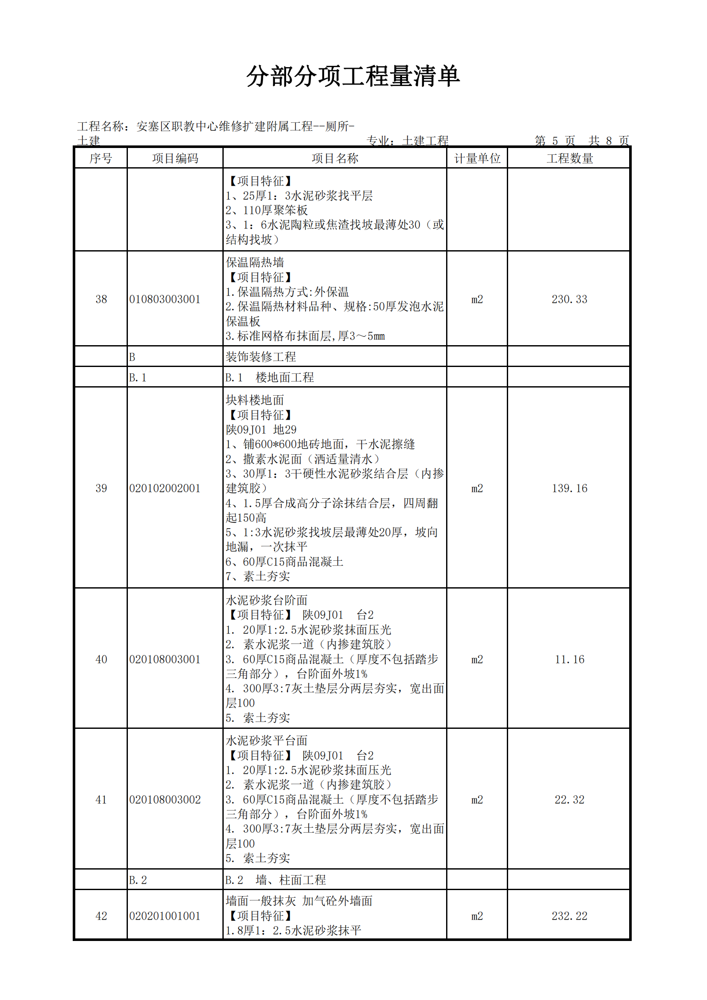 分部分项工程量清单
工程名称：安塞区职教中心维修扩建附属工程--厕所-
土建 专业：土建工程 第 5 页 共 8 页
序号 项目编码 项目名称 计量单位 工程数量
【项目特征】
1、25厚1：3水泥砂浆找平层
2、110厚聚笨板
3、1：6水泥陶粒或焦渣找坡最薄处30（或
结构找坡）
保温隔热墙
【项目特征】
1.保温隔热方式:外保温
38 010803003001 m2 230.33
2.保温隔热材料品种、规格:50厚发泡水泥
保温板
3.标准网格布抹面层,厚3～5mm
B 装饰装修工程
B.1 B.1 楼地面工程
块料楼地面
【项目特征】
陕09J01 地29
1、铺600*600地砖地面，干水泥擦缝
2、撒素水泥面（洒适量清水）
3、30厚1：3干硬性水泥砂浆结合层（内掺
39 020102002001 建筑胶） m2 139.16
4、1.5厚合成高分子涂抹结合层，四周翻
起150高
5、1:3水泥砂浆找坡层最薄处20厚，坡向
地漏，一次抹平
6、60厚C15商品混凝土
7、素土夯实
水泥砂浆台阶面
【项目特征】 陕09J01 台2
1. 20厚1:2.5水泥砂浆抹面压光
2. 素水泥浆一道（内掺建筑胶）
40 020108003001 3. 60厚C15商品混凝土（厚度不包括踏步 m2 11.16
三角部分），台阶面外坡1%
4. 300厚3:7灰土垫层分两层夯实，宽出面
层100
5. 索土夯实
水泥砂浆平台面
【项目特征】 陕09J01 台2
1. 20厚1:2.5水泥砂浆抹面压光
2. 素水泥浆一道（内掺建筑胶）
41 020108003002 3. 60厚C15商品混凝土（厚度不包括踏步 m2 22.32
三角部分），台阶面外坡1%
4. 300厚3:7灰土垫层分两层夯实，宽出面
层100
5. 索土夯实
B.2 B.2 墙、柱面工程
墙面一般抹灰 加气砼外墙面
42 020201001001 【项目特征】 m2 232.22
1.8厚1：2.5水泥砂浆抹平